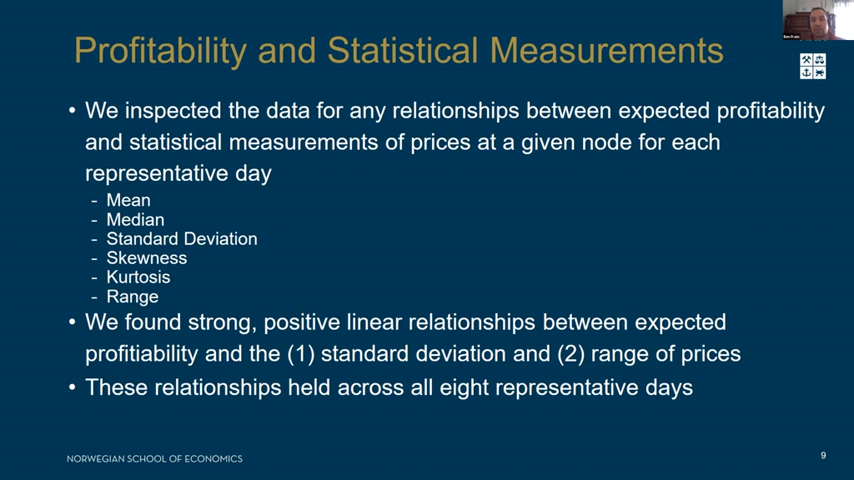 Profitability and Statistical Measurements
• We inspected the data for any relationships between expected profitability
and statistical measurements of prices at a given node for each
representative day
- Mean
- Median
- Standard Deviation
- Skewness
- Kurtosis
- Range
• We found strong, positive linear relationships between expected
profitiability and the (1) standard deviation and (2) range of prices
• These relationships held across all eight representative days
NORWEGIAN SCHOOL OF ECONOMICS
9